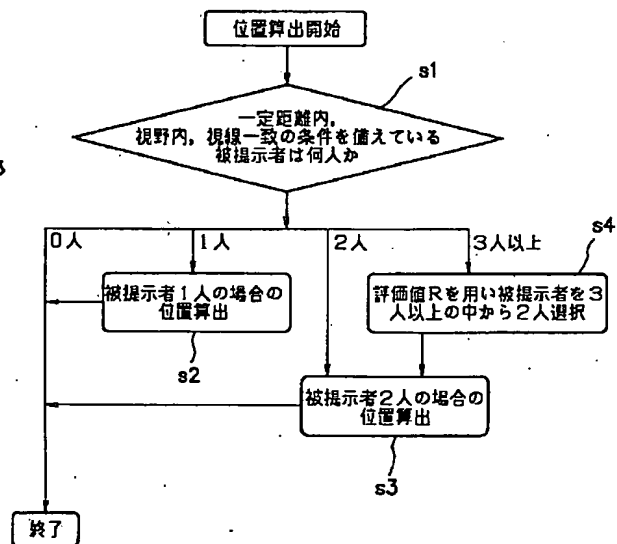 位置算出開始
s1
一定距離内,
視野内, 視線一致の条件を備えている
被提示者は何人か
0人
1人
2人
3人以上
s4
被提示者1人の場合の
位置算出
s2
評価値Rを用い被提示者を3
人以上の中から2人選択
被提示者2人の場合の
位置算出
s3
終了